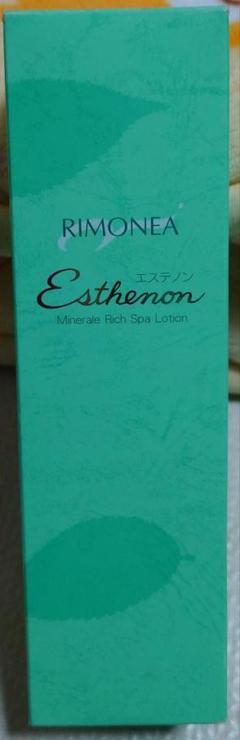 RIMONEA
エステノン
Esthenon
Minerale Rich Spa Lotion